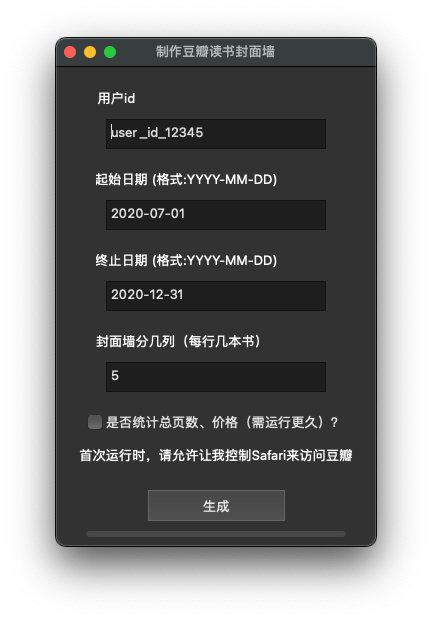 制作豆瓣读书封面墙
用户id
user_id_12345
起始日期 (格式:YYYY-MM-DD)
2020-07-01
终止日期 (格式:YYYY-MM-DD)
2020-12-31
封面墙分几列（每行几本书）
5
是否统计总页数、价格（需运行更久）?
首次运行时，请允许让我控制Safari来访问豆瓣
生成